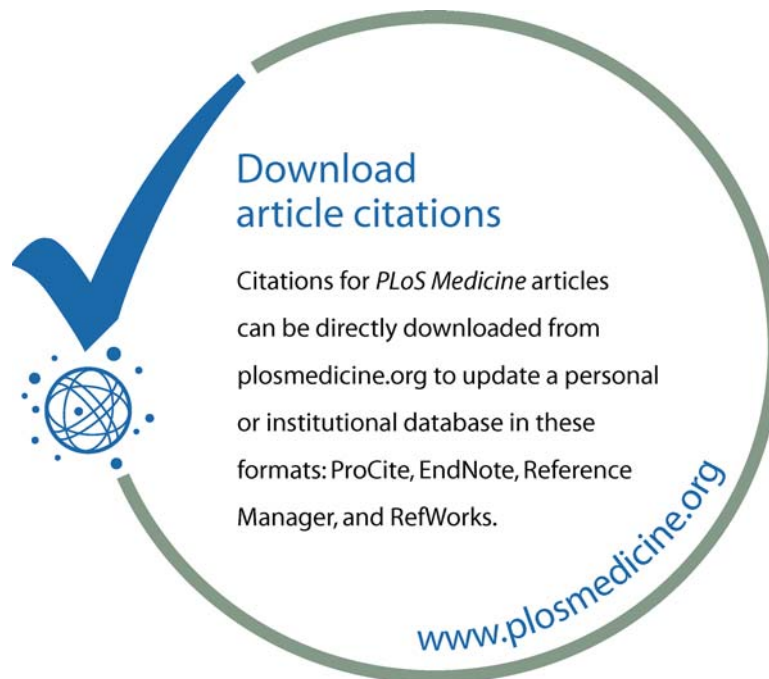 Download
article citations
Citations for PLoS Medicine articles
can be directly downloaded from
plosmedicine.org to update a personal
or institutional database in these
formats: ProCite, EndNote, Reference
Manager, and RefWorks.
www.plosmedicine.org